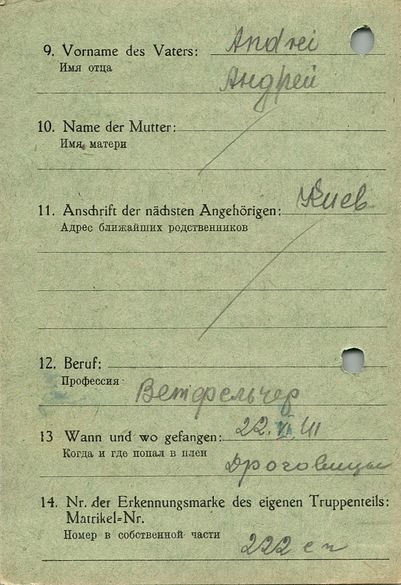 9. Vorname des Vaters: Andrei
Имя отца
Андрей
10. Name der Mutter:
Имя матери
11. Anschrift der nächsten Angehörigen: Киев
Адрес ближайших родственников
12. Beruf:
Профессия
Ветфельчер
13 Wann und wo gefangen: 22. VI 41
Когда и где попал в плен
Дроговицы
14. Nr. der Erkennungsmarke des eigenen Truppenteils:
Matrikel-Nr.
Номер в собственной части
222 сп